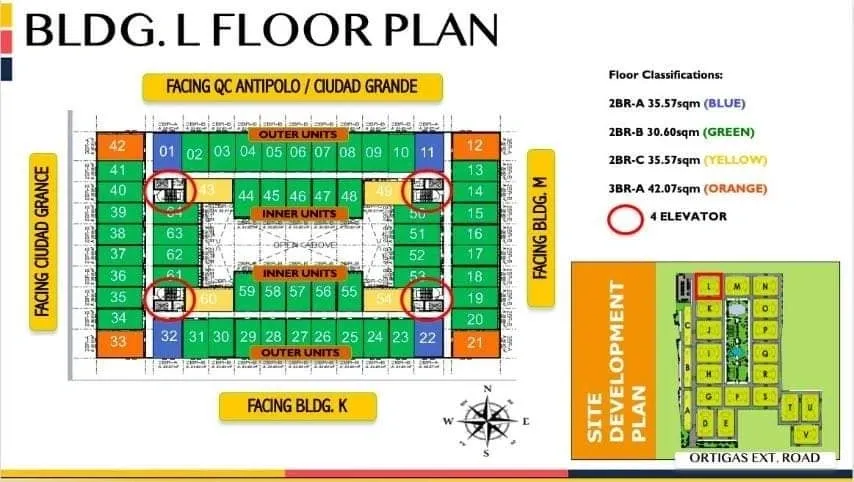 BLDG. L FLOOR PLAN
FACING QC ANTIPOLO / CIUDAD GRANDE
Floor Classifications:
2BR-A 35.57sqm (BLUE)
2BR-B 30.60sqm (GREEN)
2BR-C 35.57sqm (YELLOW)
3BR-A 42.07sqm (ORANGE)
4 ELEVATOR
FACING CIUDAD GRANCE
FACING BLDG. M
OUTER UNITS
42 01 02 03 04 05 06 07 08 09 10 11 12
41 13
40 43 44 45 46 47 48 49 14
39 64 INNER UNITS 50 15
38 63 51 16
OPEN ABOVE
37 62 52 17
36 61 INNER UNITS 53 18
35 60 59 58 57 56 55 54 19
34 20
33 32 31 30 29 28 27 26 25 24 23 22 21
OUTER UNITS
FACING BLDG. K
N
W E
S
SITE DEVELOPMENT PLAN
L M N
K O
J P
I Q
H R
G F S
D E T U
V
C I B A
ORTIGAS EXT. ROAD